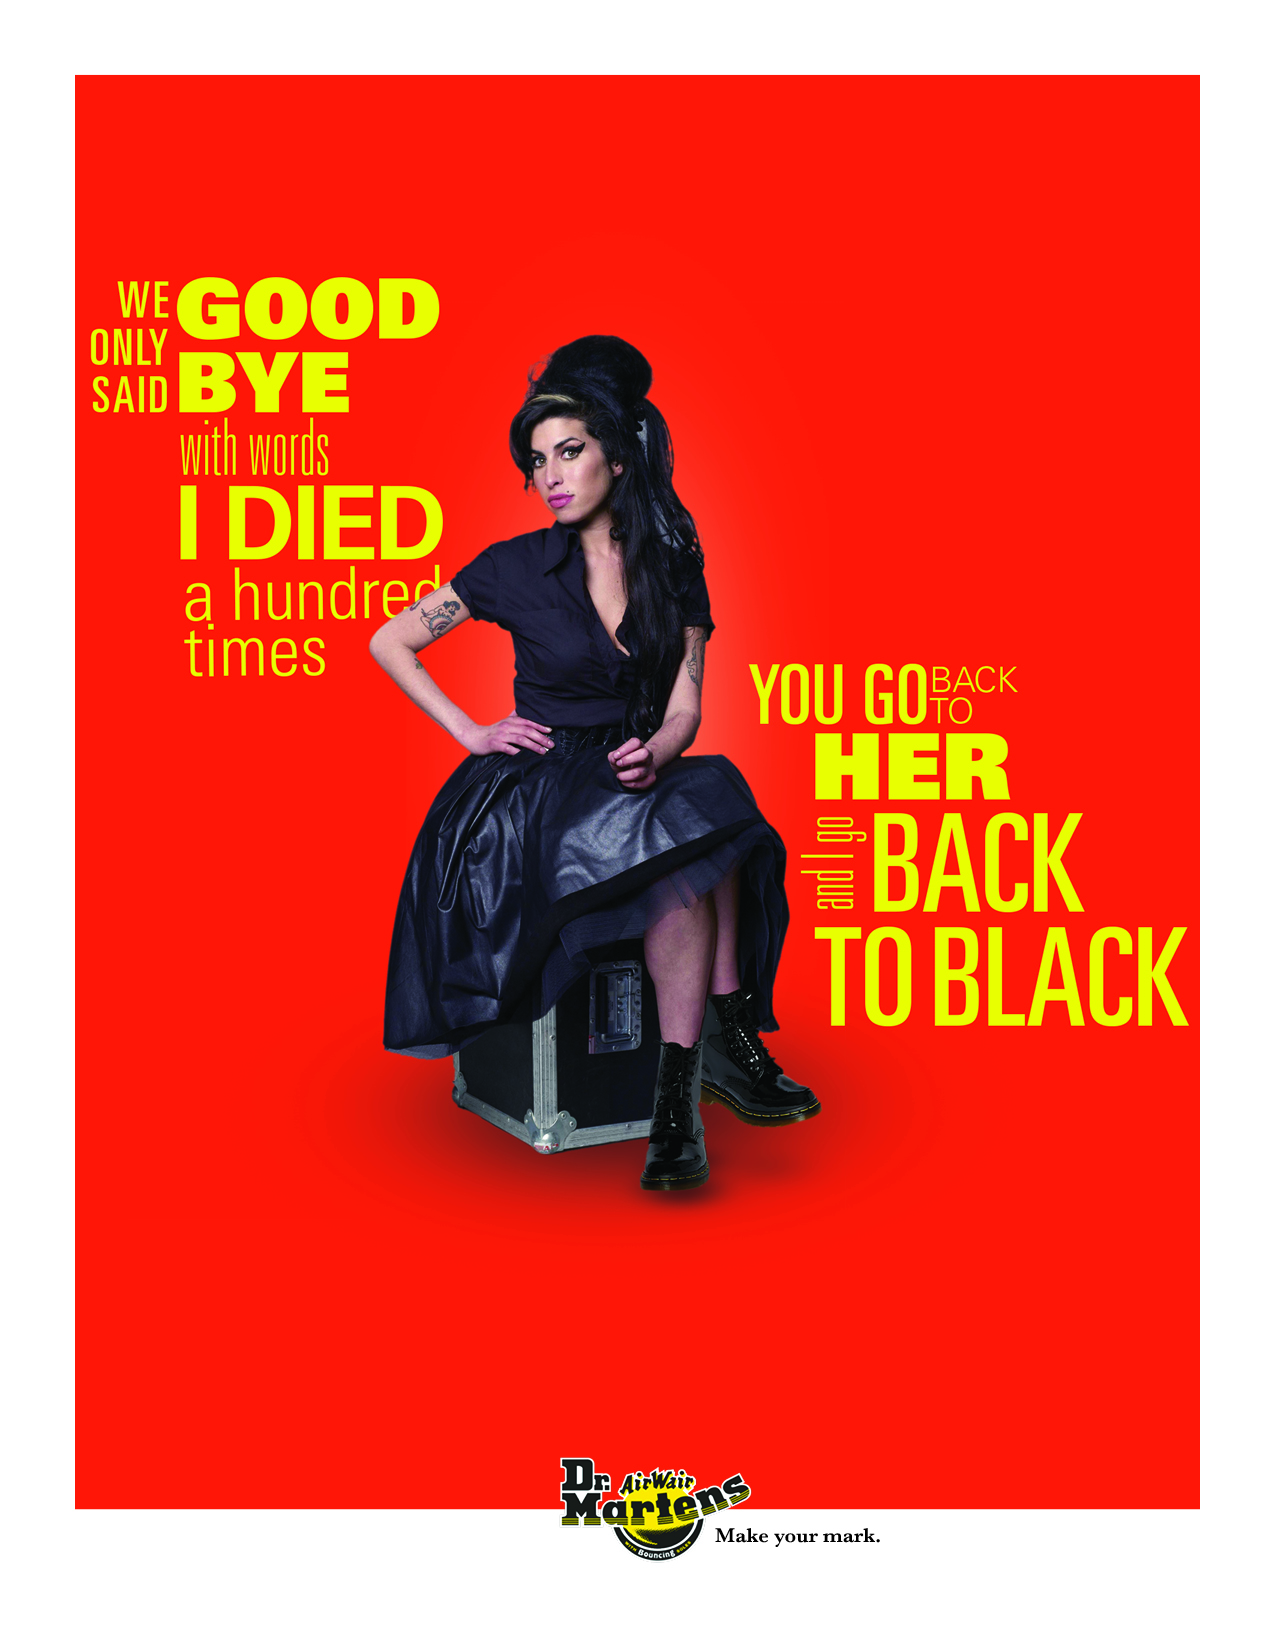 WE
ONLY
SAID
GOOD
BYE
with words
I DIED
a hundred
times
YOU GO
BACK
TO
HER
and I go
BACK
TO BLACK
Dr.
AirWair
Martens
WITH Bouncing SOLES
Make your mark.